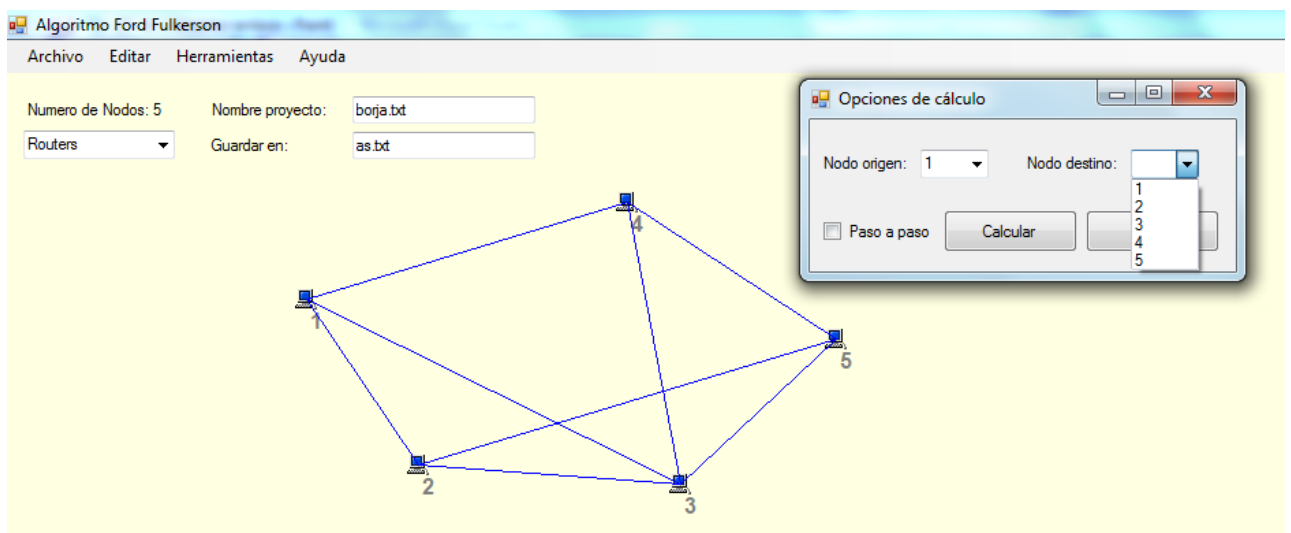 Algoritmo Ford Fulkerson
Archivo Editar Herramientas Ayuda
Numero de Nodos: 5 Nombre proyecto: borja.txt
Routers Guardar en: as.txt
Opciones de cálculo
Nodo origen: 1 Nodo destino:
1
2
3
4
5
Paso a paso Calcular
4
1
5
2
3